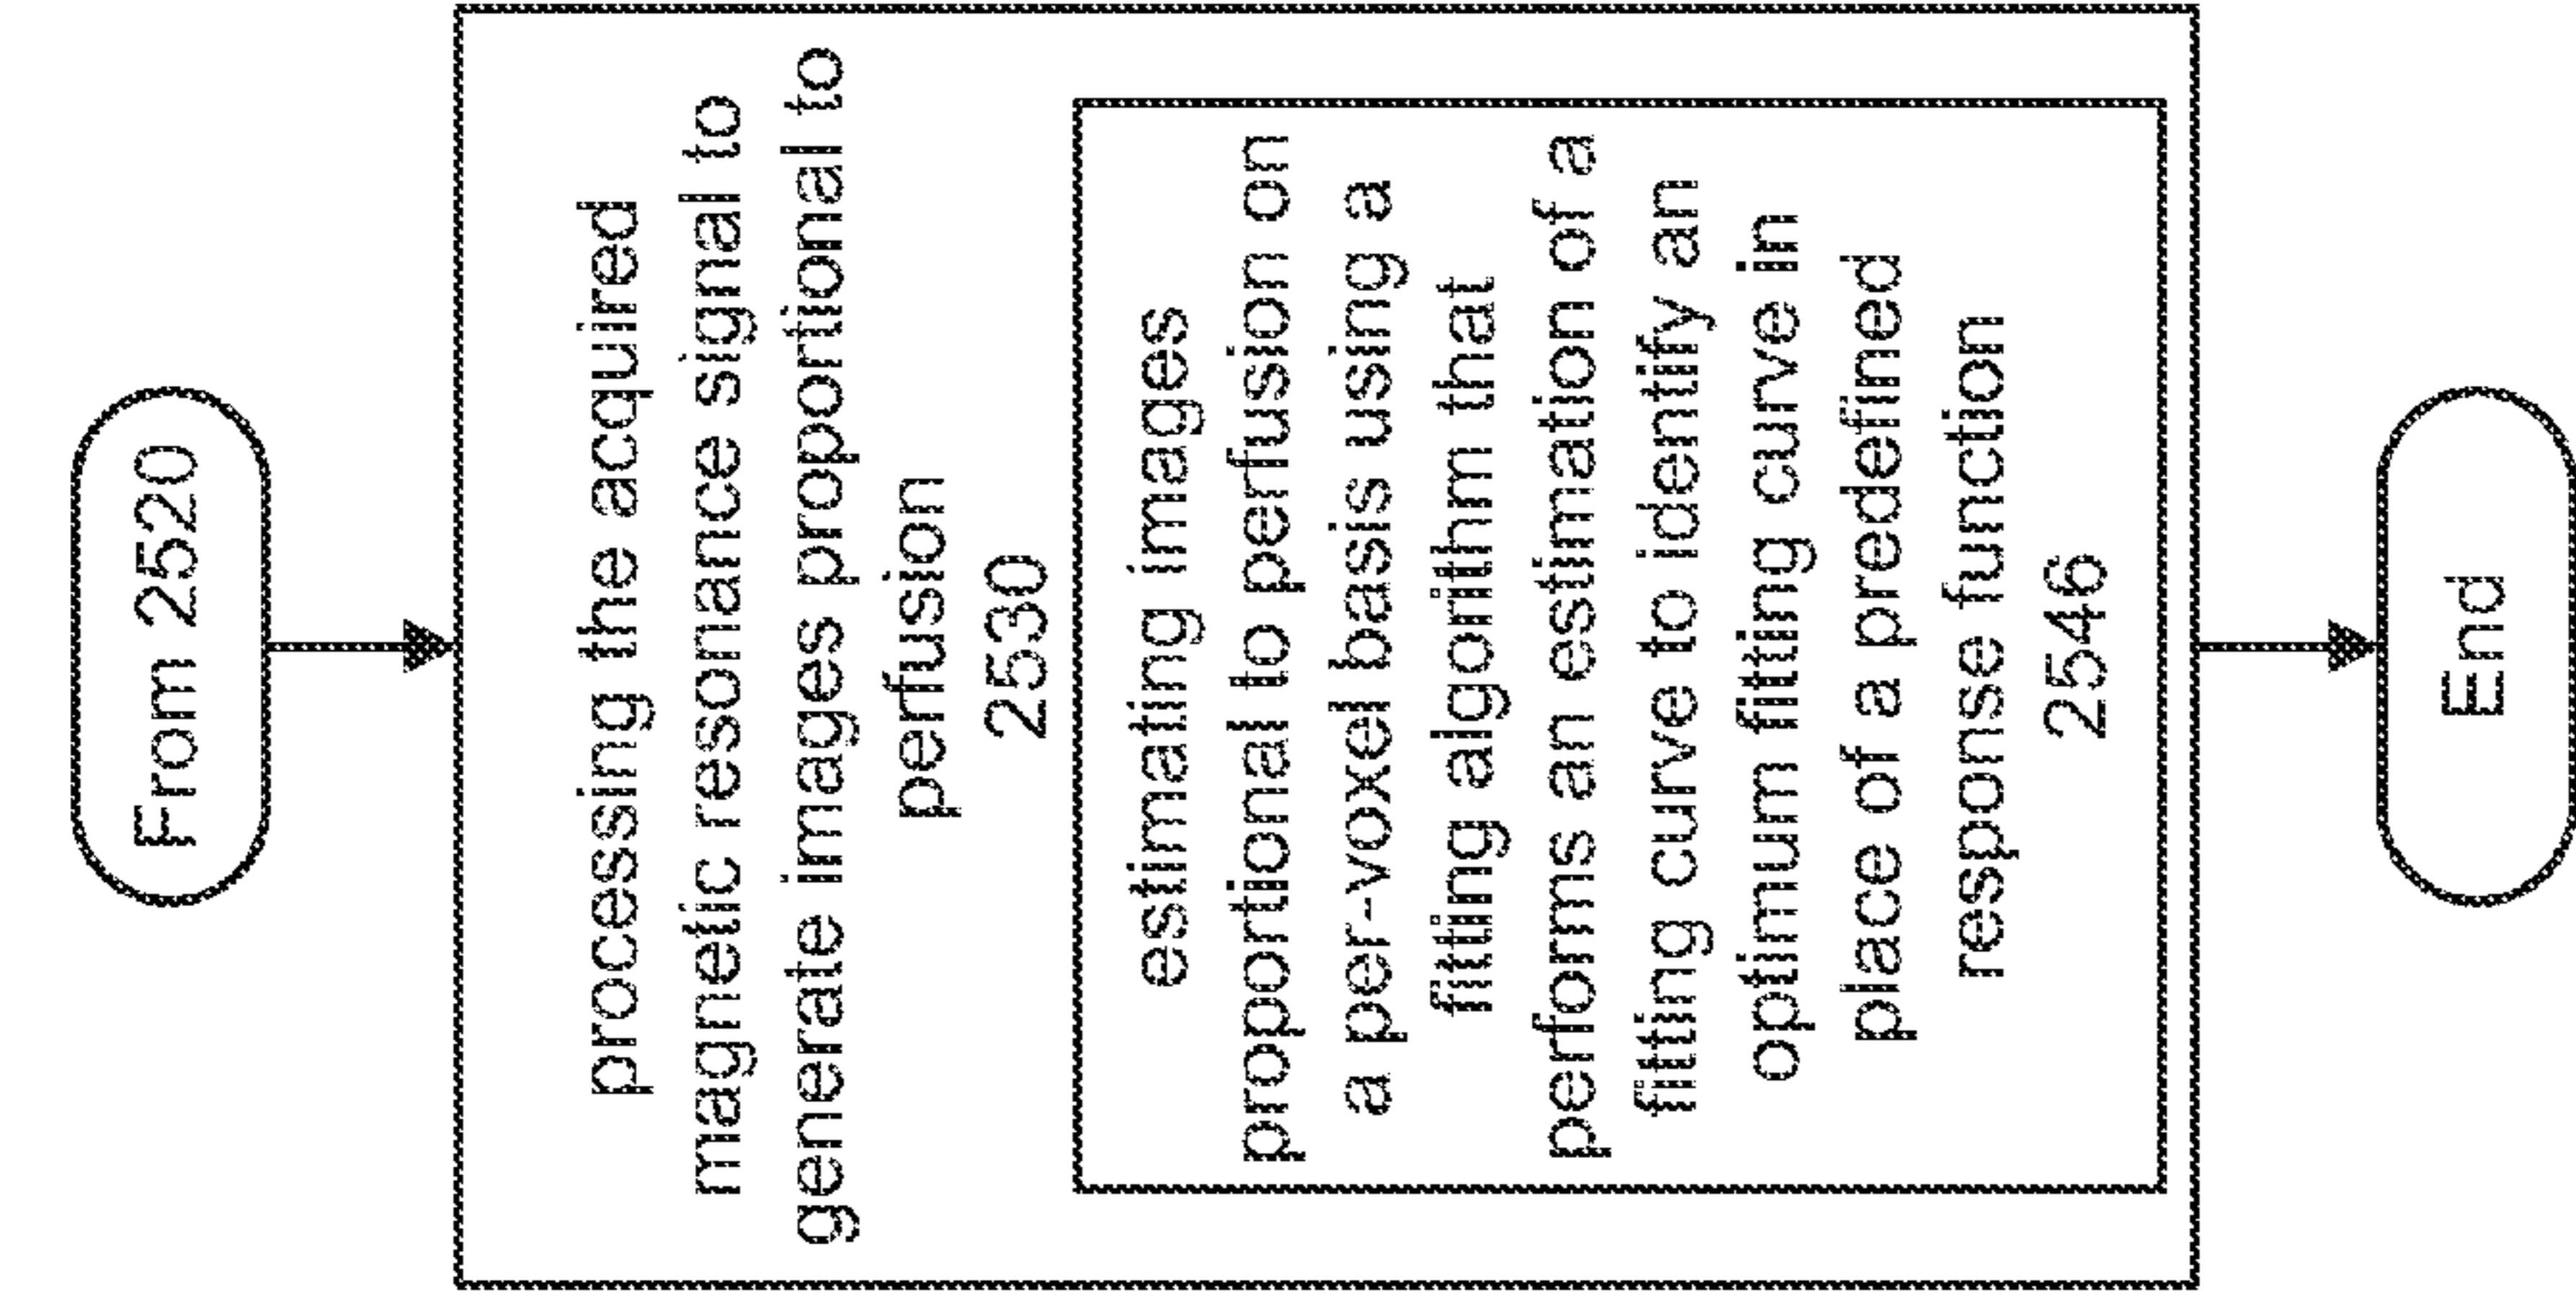 From 2520
processing the acquired
magnetic resonance signal to
generate images proportional to
perfusion
2530
estimating images
proportional to perfusion on
a per-voxel basis using a
fitting algorithm that
performs an estimation of a
fitting curve to identify an
optimum fitting curve in
place of a predefined
response function
2546
End